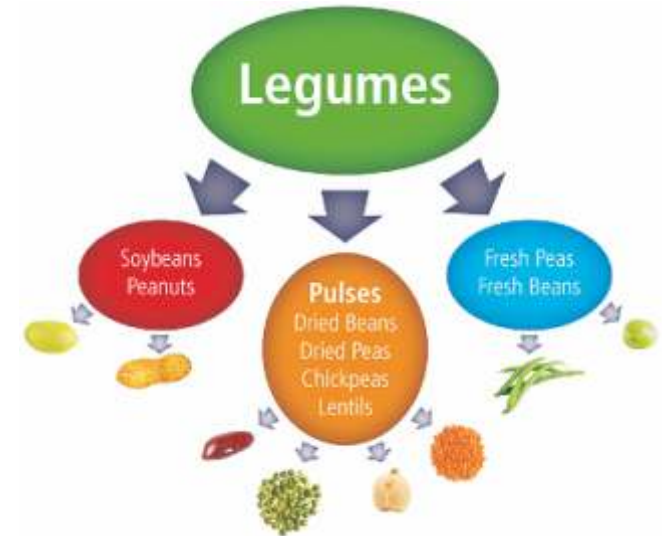 Legumes
Soybeans
Peanuts
Pulses
Dried Beans
Dried Peas
Chickpeas
Lentils
Fresh Peas
Fresh Beans